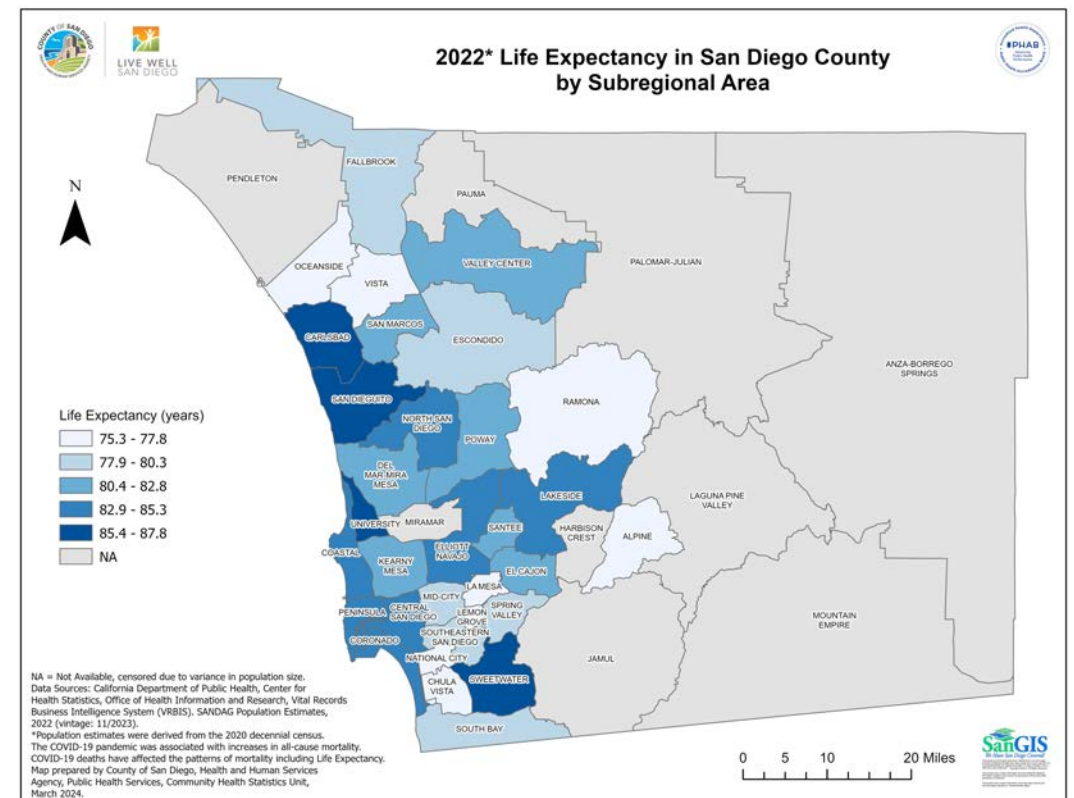 COUNTY OF SAN DIEGO
LIVE WELL
SAN DIEGO
2022* Life Expectancy in San Diego County
by Subregional Area
PHAB
N
FALLBROOK
PENDLETON
PAUMA
OCEANSIDE
VALLEY CENTER
PALOMAR-JULIAN
VISTA
SAN MARCOS
CARLSBAD
ESCONDIDO
ANZA-BORREGO
SPRINGS
SAN DIEGUITO
RAMONA
NORTH SAN
DIEGO
POWAY
DEL
MAR-MIRA
MESA
LAKESIDE
LAGUNA PINE
VALLEY
UNIVERSITY
MIRAMAR
SANTEE
HARBISON
CREST
ALPINE
COASTAL
ELLIOTT
NAVAJO
KEARNY
MESA
EL CAJON
LA MESA
MID-CITY
PENINSULA
CENTRAL
SAN DIEGO
LEMON
GROVE
SPRING
VALLEY
MOUNTAIN
EMPIRE
SOUTHEASTERN
SAN DIEGO
CORONADO
NATIONAL CITY
JAMUL
CHULA
VISTA
SWEETWATER
SOUTH BAY
Life Expectancy (years)
75.3 - 77.8
77.9 - 80.3
80.4 - 82.8
82.9 - 85.3
85.4 - 87.8
NA
NA = Not Available, censored due to variance in population size.
Data Sources: California Department of Public Health, Center for
Health Statistics, Office of Health Information and Research, Vital Records
Business Intelligence System (VRBIS). SANDAG Population Estimates,
2022 (vintage: 11/2023).
*Population estimates were derived from the 2020 decennial census.
The COVID-19 pandemic was associated with increases in all-cause mortality.
COVID-19 deaths have affected the patterns of mortality including Life Expectancy.
Map prepared by County of San Diego, Health and Human Services
Agency, Public Health Services, Community Health Statistics Unit,
March 2024.
0 5 10 20 Miles
SanGIS